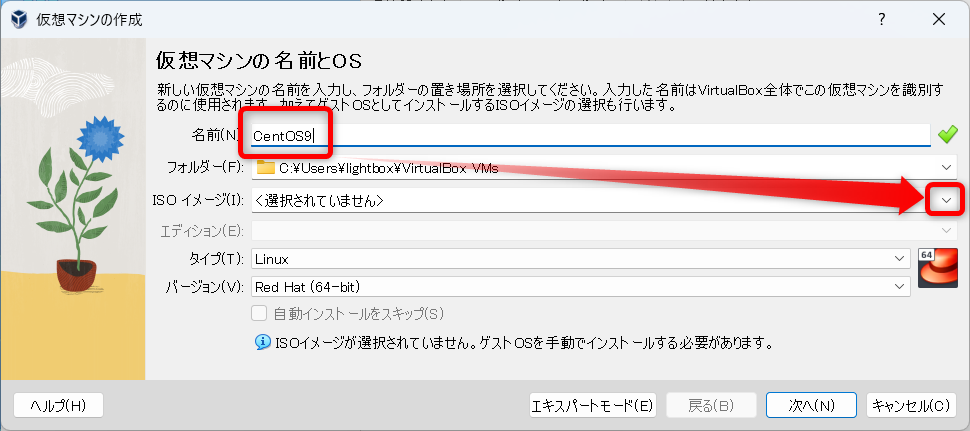 仮想マシンの作成
?
仮想マシンの名前とOS
新しい仮想マシンの名前を入力し、フォルダーの置き場所を選択してください。入力した名前はVirtualBox全体でこの仮想マシンを識別す
るのに使用されます。加えてゲストOSとしてインストールするISOイメージの選択も行います。
名前(N): CentOS9
フォルダー(F): C:¥Users¥lightbox¥VirtualBox VMs
ISO イメージ(I): <選択されていません>
エディション(E):
タイプ(T): Linux 64
バージョン(V): Red Hat (64-bit)
自動インストールをスキップ(S)
ISOイメージが選択されていません。ゲストOSを手動でインストールする必要があります。
ヘルプ(H) エキスパートモード(E) 戻る(B) 次へ(N) キャンセル(C)